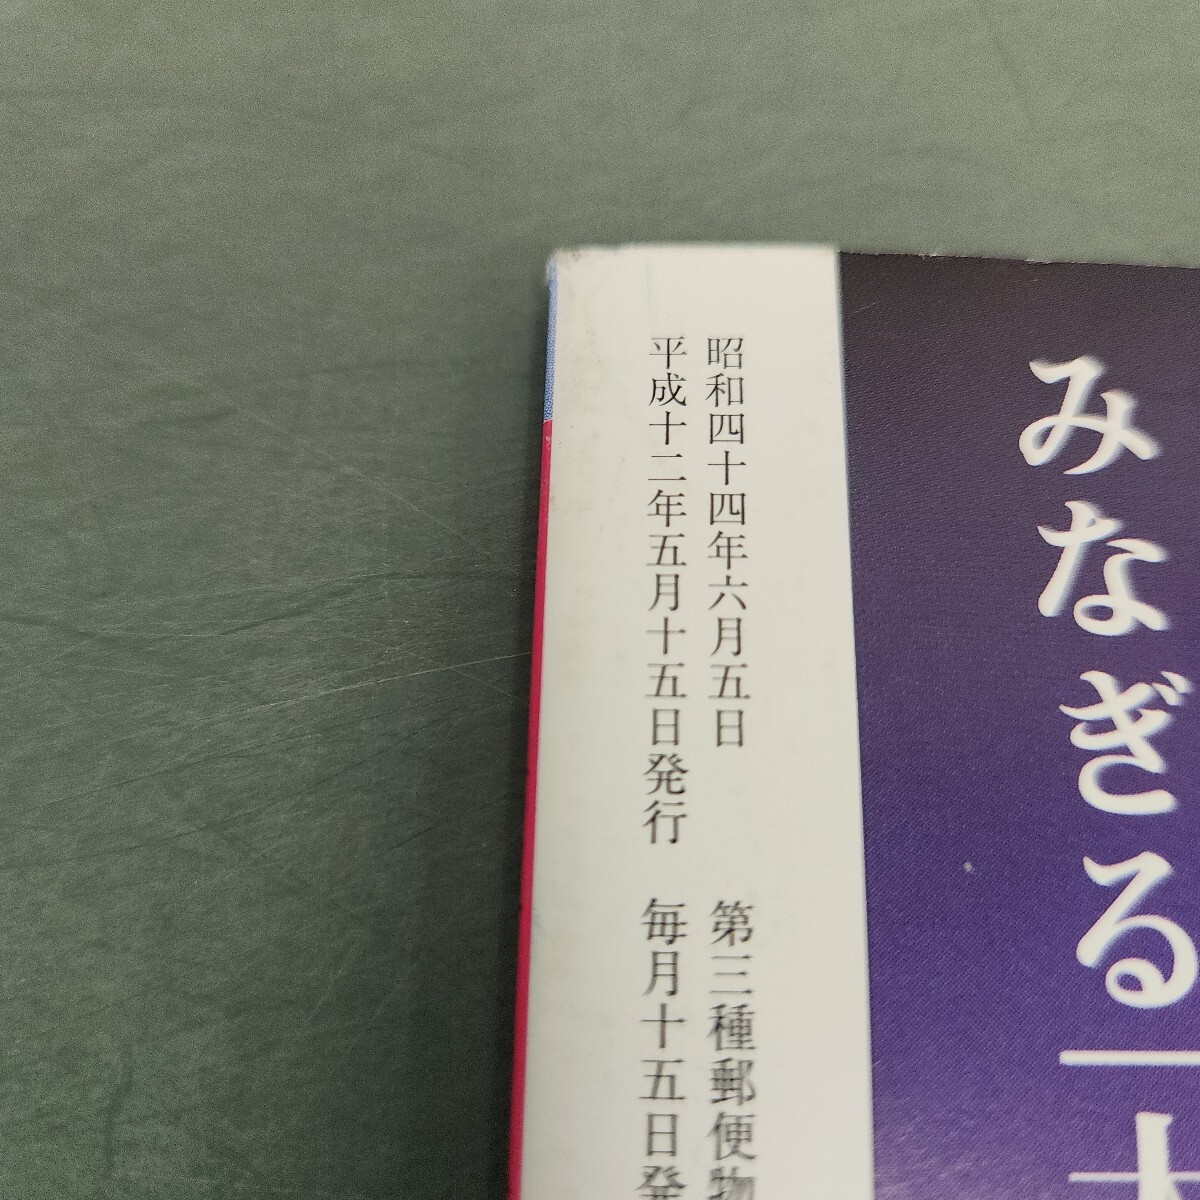 みなぎる
昭和四十四年六月五日 第三種郵便物
平成十二年五月十五日発行 毎月十五日発